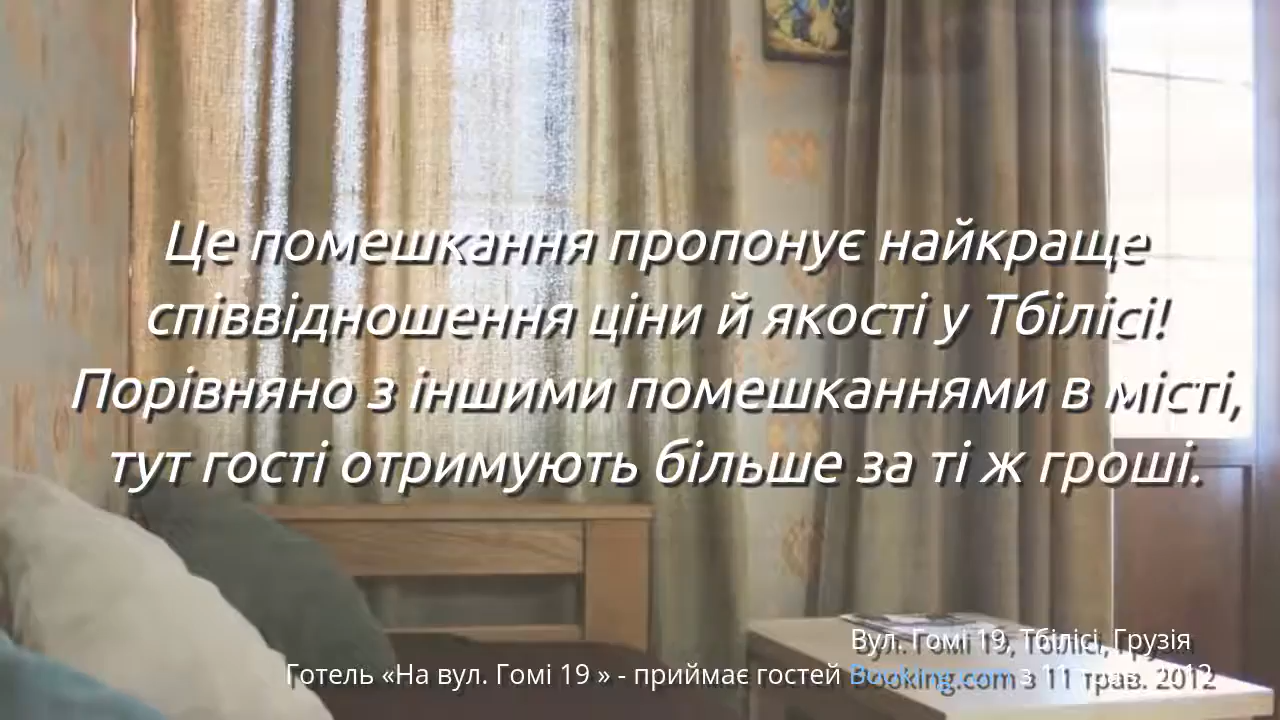 Це помешкання пропонує найкраще
співвідношення ціни й якості у Тбілісі!
Порівняно з іншими помешканнями в місті,
тут гості отримують більше за ті ж гроші.
Вул. Гомі 19, Тбілісі, Грузія
Готель «На вул. Гомі 19 » - приймає гостей Booking.com з 11 трав. 2012